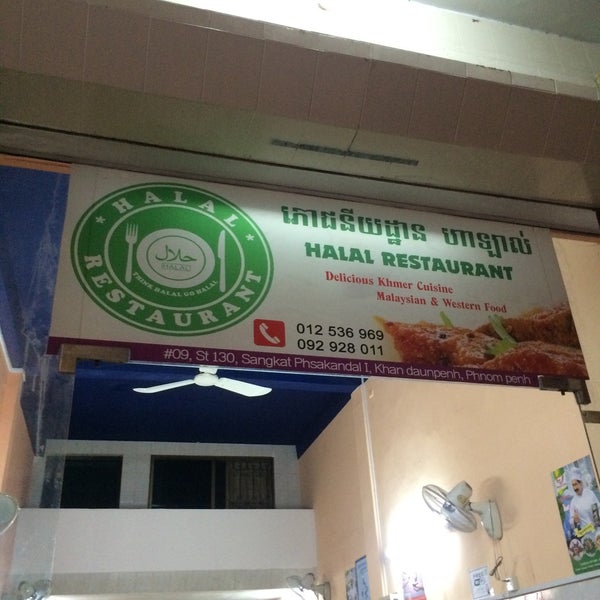 HALAL
RESTAURANT
حلال
HALAL
THINK HALAL GO HALAL
ភោជនីយដ្ឋាន ហាឡាល់
HALAL RESTAURANT
Delicious Khmer Cuisine
Malaysian & Western Food
012 536 969
092 928 011
#09, St 130, Sangkat Phsakandal I, Khan daunpenh, Phnom penh